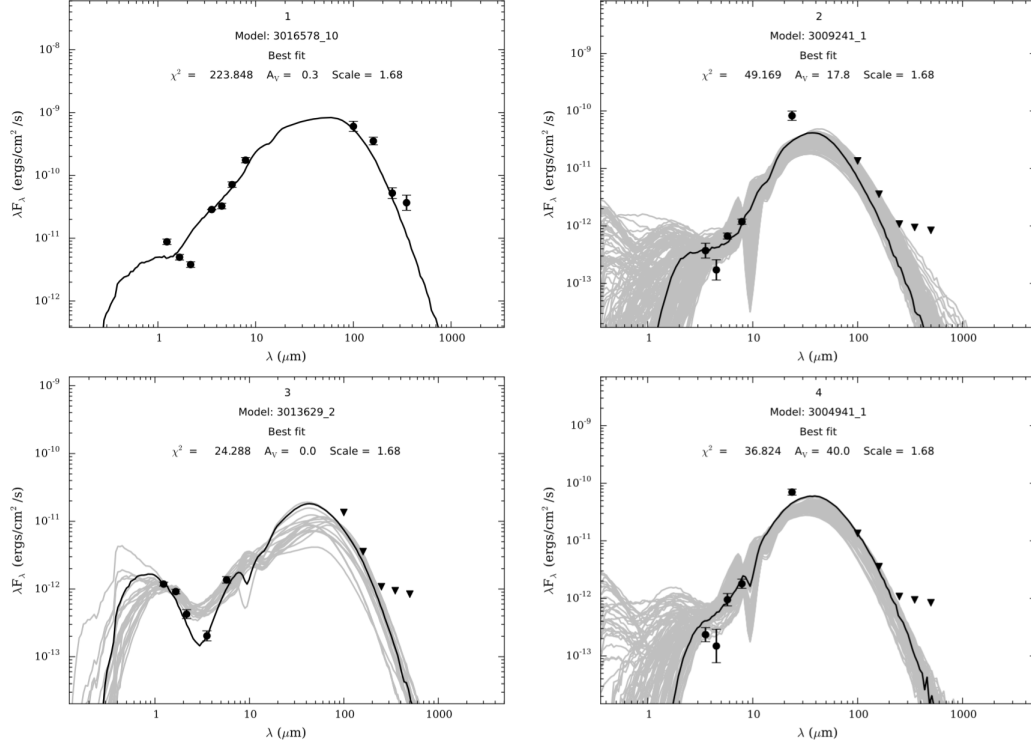 1
Model: 3016578_10
Best fit
χ² = 223.848 A_V = 0.3 Scale = 1.68
10⁻⁸
10⁻⁹
10⁻¹⁰
10⁻¹¹
10⁻¹²
λF_λ (ergs/cm² /s)
1 10 100 1000
λ (μm)
2
Model: 3009241_1
Best fit
χ² = 49.169 A_V = 17.8 Scale = 1.68
10⁻⁹
10⁻¹⁰
10⁻¹¹
10⁻¹²
10⁻¹³
λF_λ (ergs/cm² /s)
1 10 100 1000
λ (μm)
3
Model: 3013629_2
Best fit
χ² = 24.288 A_V = 0.0 Scale = 1.68
10⁻⁹
10⁻¹⁰
10⁻¹¹
10⁻¹²
10⁻¹³
λF_λ (ergs/cm² /s)
1 10 100 1000
λ (μm)
4
Model: 3004941_1
Best fit
χ² = 36.824 A_V = 40.0 Scale = 1.68
10⁻⁹
10⁻¹⁰
10⁻¹¹
10⁻¹²
10⁻¹³
λF_λ (ergs/cm² /s)
1 10 100 1000
λ (μm)